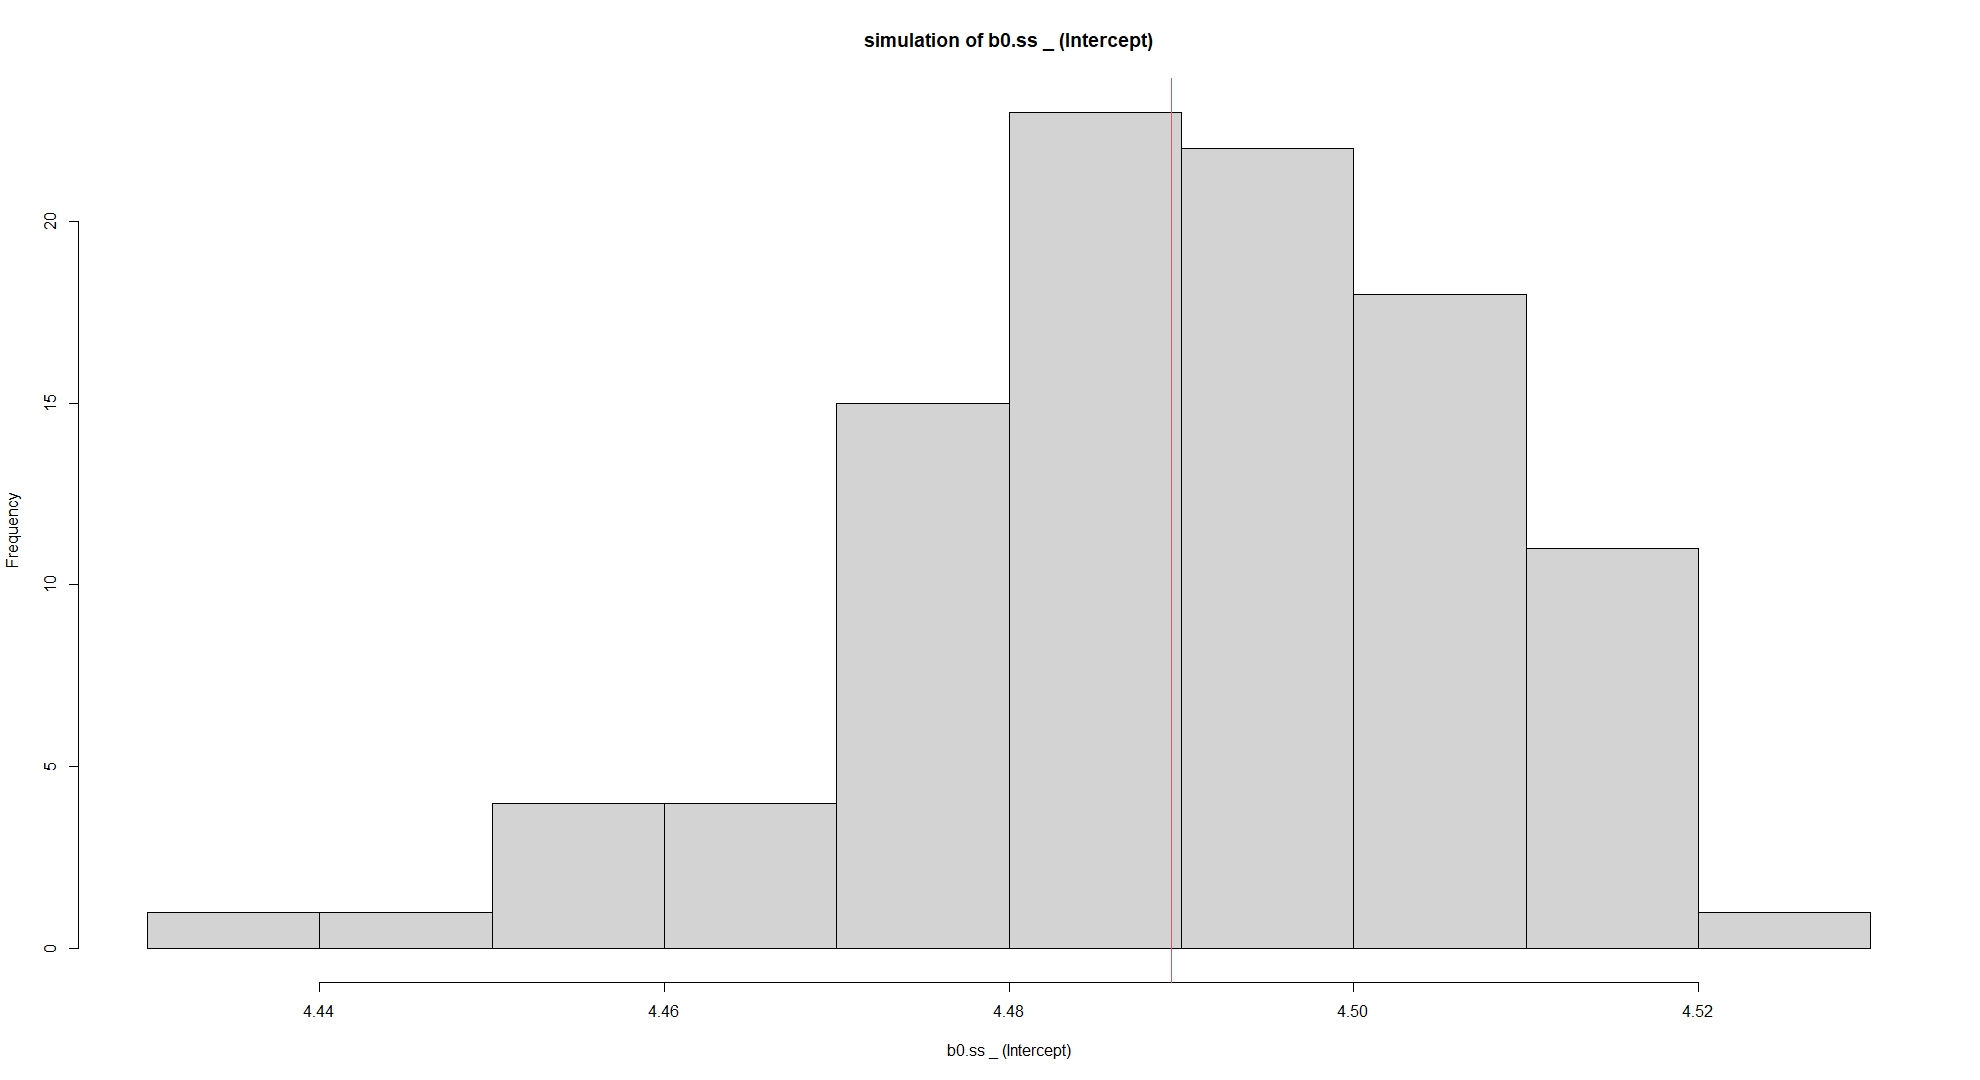 simulation of b0.ss _ (Intercept)
Frequency
20
15
10
5
0
4.44 4.46 4.48 4.50 4.52
b0.ss _ (Intercept)